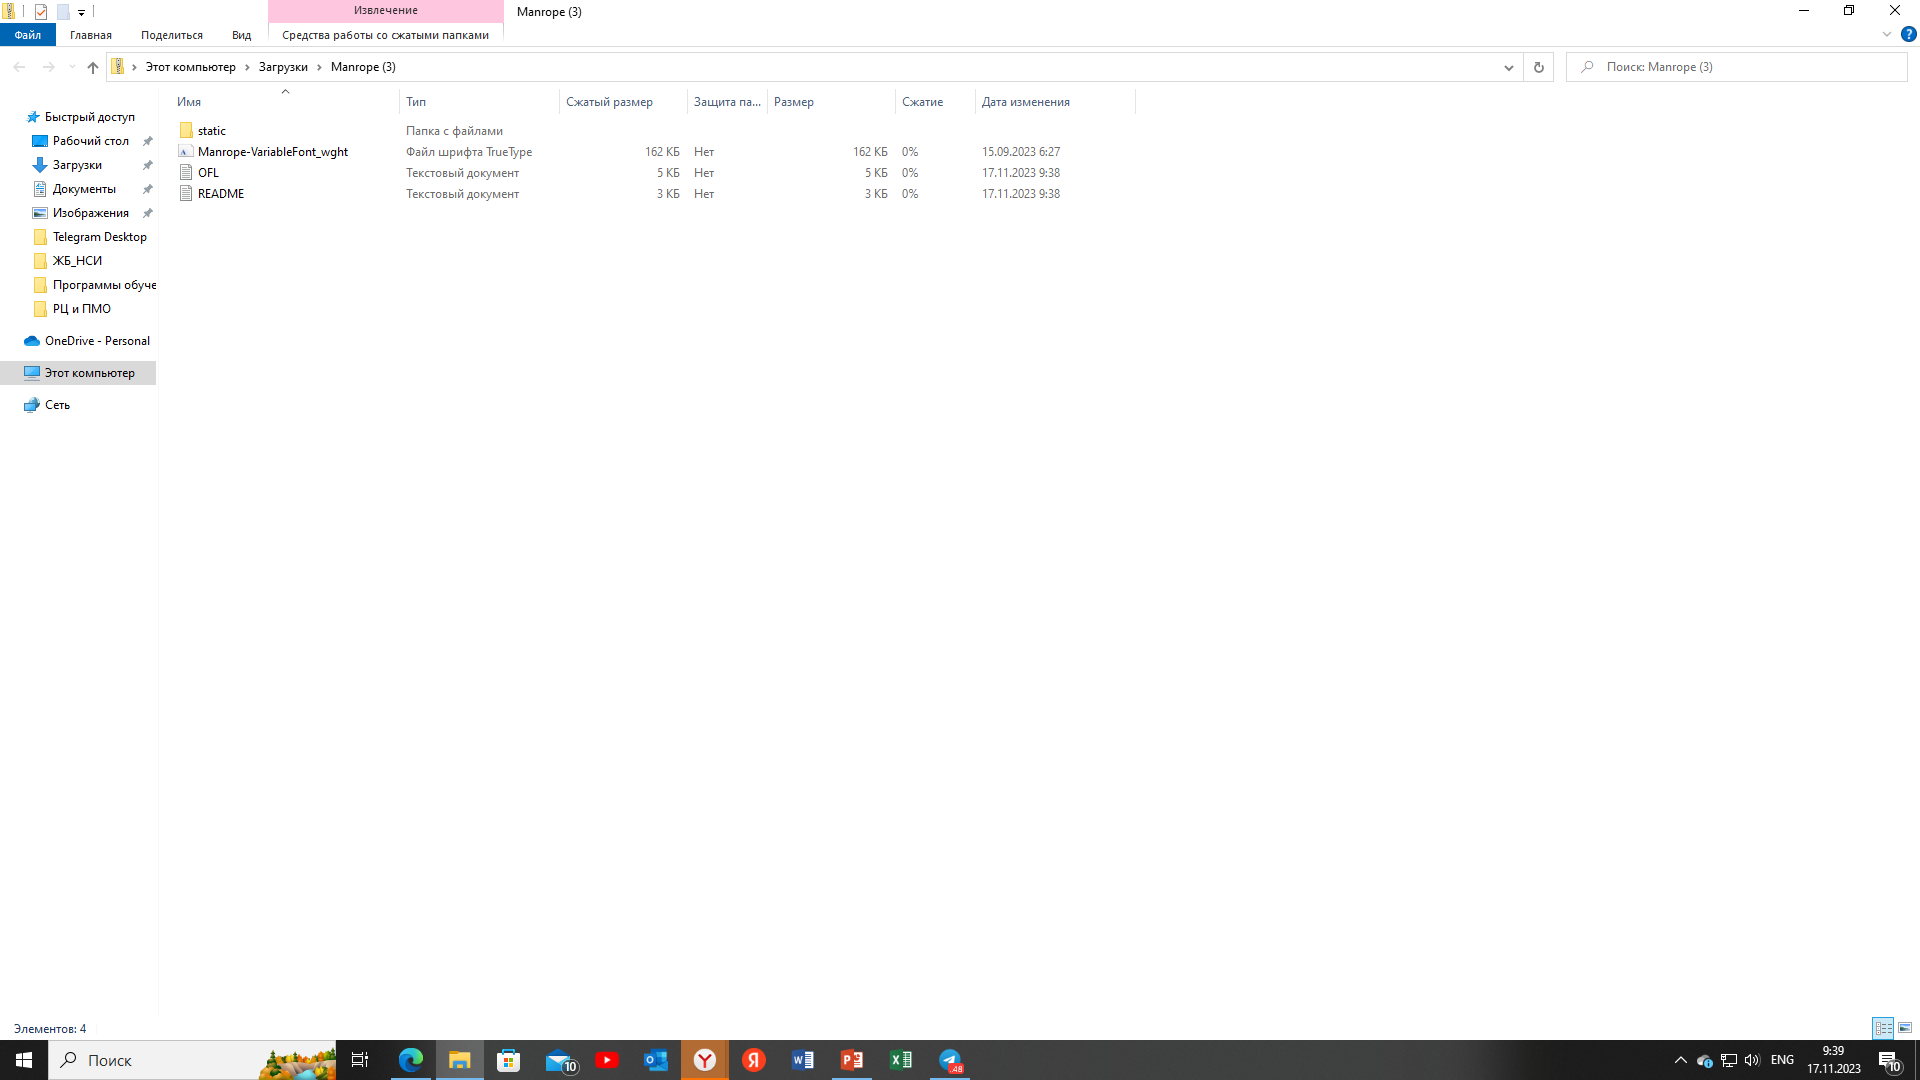 Извлечение
Manrope (3)
Файл
Главная
Поделиться
Вид
Средства работы со сжатыми папками
?
Этот компьютер
Загрузки
Manrope (3)
Поиск: Manrope (3)
Имя
Тип
Сжатый размер
Защита па...
Размер
Сжатие
Дата изменения
static
Папка с файлами
Manrope-VariableFont_wght
Файл шрифта TrueType
162 КБ
Нет
162 КБ
0%
15.09.2023 6:27
OFL
Текстовый документ
5 КБ
Нет
5 КБ
0%
17.11.2023 9:38
README
Текстовый документ
3 КБ
Нет
3 КБ
0%
17.11.2023 9:38
Быстрый доступ
Рабочий стол
Загрузки
Документы
Изображения
Telegram Desktop
ЖБ_НСИ
Программы обуче
РЦ и ПМО
OneDrive - Personal
Этот компьютер
Сеть
Элементов: 4
Поиск
10
Y
Я
W
P
X
48
ENG
9:39
17.11.2023
10